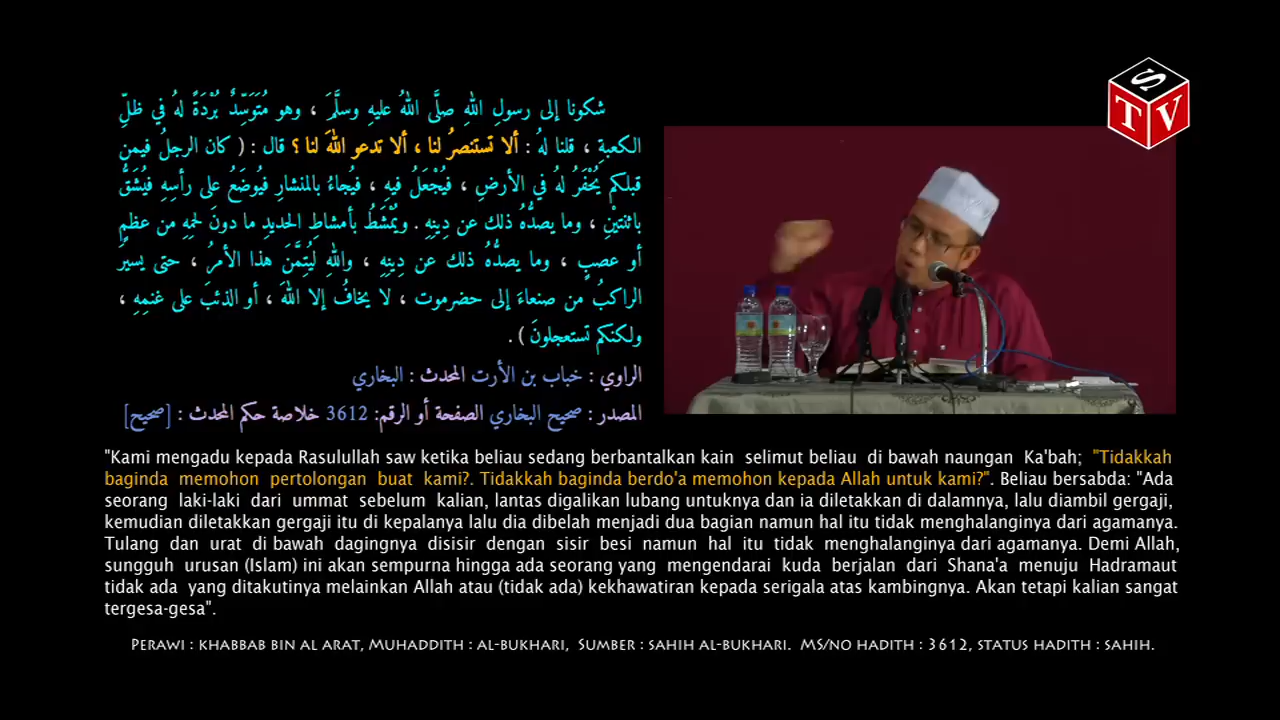 شكونا إلى رسولِ اللهِ صلَّى اللهُ عليهِ وسلَّمَ ، وهو مُتَوَسِّدٌ بُرْدَةً لهُ في ظلِّ
الكعبةِ ، قلنا لهُ : ألا تستنصرُ لنا ، ألا تدعو اللهَ لنا ؟ قال : ( كان الرجلُ فيمن
قبلكم يُحْفَرُ لهُ في الأرضِ ، فيُجْعَلُ فيهِ ، فيُجاءُ بالمنشارِ فيُوضَعُ على رأسِهِ فيُشَقُّ
باثنتيْنِ ، وما يصدُّهُ ذلك عن دِينِهِ . ويُمْشَطُ بأمشاطِ الحديدِ ما دونَ لحمِهِ من عظمٍ
أو عصبٍ ، وما يصدُّهُ ذلك عن دِينِهِ ، واللهِ ليُتِمَّنَ هذا الأمرُ ، حتى يسيرَ
الراكبُ من صنعاءَ إلى حضرموت ، لا يخافُ إلا اللهَ ، أو الذئبَ على غنمِهِ ،
ولكنكم تستعجلونَ ) .
الراوي : خباب بن الأرت المحدث : البخاري
المصدر : صحيح البخاري الصفحة أو الرقم: 3612 خلاصة حكم المحدث : [صحيح]
S
TV
"Kami mengadu kepada Rasulullah saw ketika beliau sedang berbantalkan kain selimut beliau di bawah naungan Ka'bah; "Tidakkah
baginda memohon pertolongan buat kami?. Tidakkah baginda berdo'a memohon kepada Allah untuk kami?". Beliau bersabda: "Ada
seorang laki-laki dari ummat sebelum kalian, lantas digalikan lubang untuknya dan ia diletakkan di dalamnya, lalu diambil gergaji,
kemudian diletakkan gergaji itu di kepalanya lalu dia dibelah menjadi dua bagian namun hal itu tidak menghalanginya dari agamanya.
Tulang dan urat di bawah dagingnya disisir dengan sisir besi namun hal itu tidak menghalanginya dari agamanya. Demi Allah,
sungguh urusan (Islam) ini akan sempurna hingga ada seorang yang mengendarai kuda berjalan dari Shana'a menuju Hadramaut
tidak ada yang ditakutinya melainkan Allah atau (tidak ada) kekhawatiran kepada serigala atas kambingnya. Akan tetapi kalian sangat
tergesa-gesa".
Perawi : khabbab bin al arat, Muhaddith : al-bukhari, Sumber : sahih al-bukhari. MS/no hadith : 3612, status hadith : sahih.